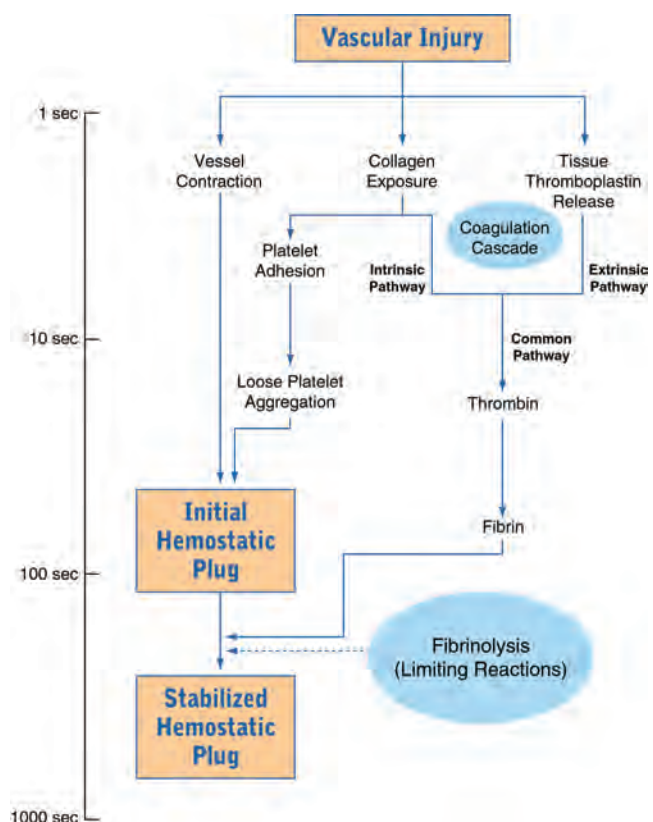 Vascular Injury
1 sec
Vessel
Contraction
Collagen
Exposure
Tissue
Thromboplastin
Release
Coagulation
Cascade
Platelet
Adhesion
Intrinsic
Pathway
Extrinsic
Pathway
10 sec
Common
Pathway
Loose Platelet
Aggregation
Thrombin
Initial
Hemostatic
Plug
Fibrin
100 sec
Fibrinolysis
(Limiting Reactions)
Stabilized
Hemostatic
Plug
1000 sec